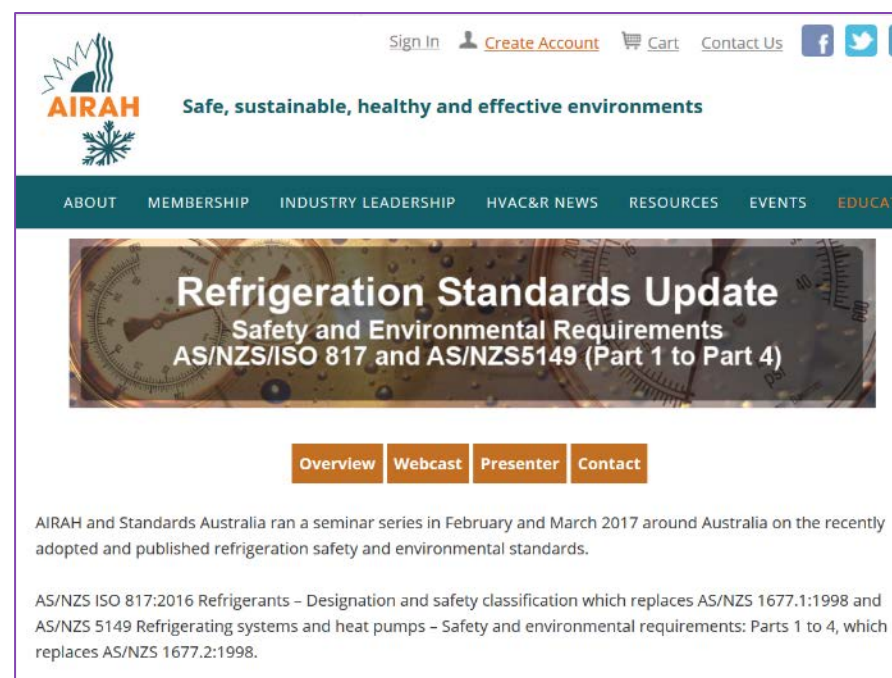 Sign In Create Account Cart Contact Us
AIRAH
Safe, sustainable, healthy and effective environments
ABOUT MEMBERSHIP INDUSTRY LEADERSHIP HVAC&R NEWS RESOURCES EVENTS EDUCA
Refrigeration Standards Update
Safety and Environmental Requirements
AS/NZS/ISO 817 and AS/NZS5149 (Part 1 to Part 4)
Overview Webcast Presenter Contact
AIRAH and Standards Australia ran a seminar series in February and March 2017 around Australia on the recently
adopted and published refrigeration safety and environmental standards.
AS/NZS ISO 817:2016 Refrigerants – Designation and safety classification which replaces AS/NZS 1677.1:1998 and
AS/NZS 5149 Refrigerating systems and heat pumps – Safety and environmental requirements: Parts 1 to 4, which
replaces AS/NZS 1677.2:1998.